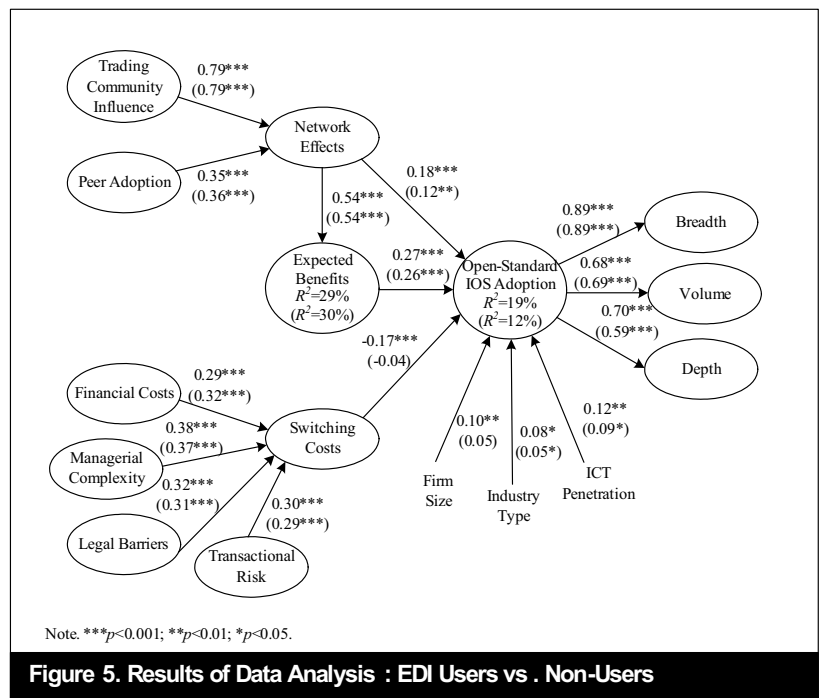 Trading
Community
Influence
0.79***
(0.79***)
Network
Effects
Peer Adoption
0.35***
(0.36***)
0.18***
(0.12**)
0.54***
(0.54***)
0.89***
(0.89***)
Breadth
Expected
Benefits
R²=29%
(R²=30%)
0.27***
(0.26***)
Open-Standard
IOS Adoption
R²=19%
(R²=12%)
0.68***
(0.69***)
Volume
0.70***
(0.59***)
Depth
-0.17***
(-0.04)
Financial Costs
0.29***
(0.32***)
Switching
Costs
Managerial
Complexity
0.38***
(0.37***)
0.32***
(0.31***)
Legal Barriers
0.30***
(0.29***)
Transactional
Risk
0.10**
(0.05)
0.08*
(0.05*)
0.12**
(0.09*)
Firm
Size
Industry
Type
ICT
Penetration
Note. ***p<0.001; **p<0.01; *p<0.05.
Figure 5. Results of Data Analysis : EDI Users vs . Non-Users